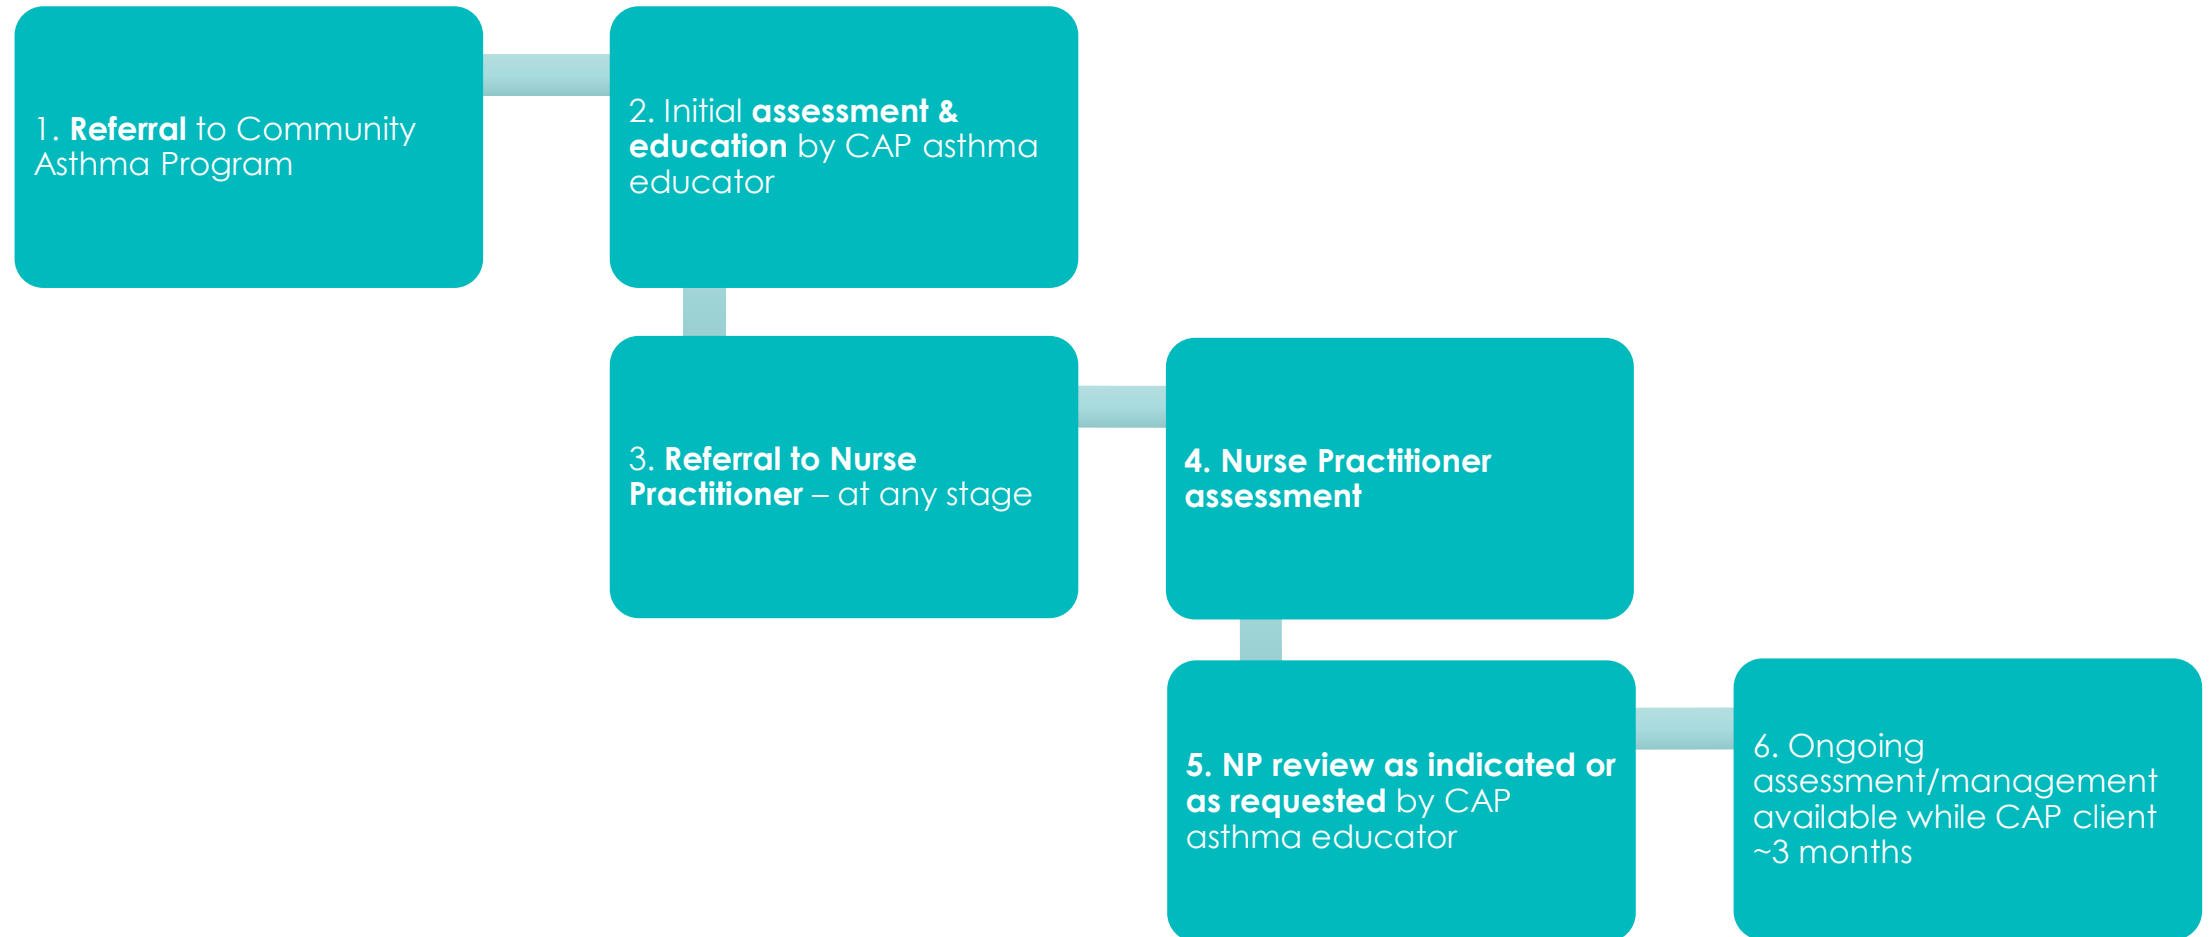 1. Referral to Community
Asthma Program
2. Initial assessment &
education by CAP asthma
educator
3. Referral to Nurse
Practitioner – at any stage
4. Nurse Practitioner
assessment
5. NP review as indicated or
as requested by CAP
asthma educator
6. Ongoing
assessment/management
available while CAP client
~3 months